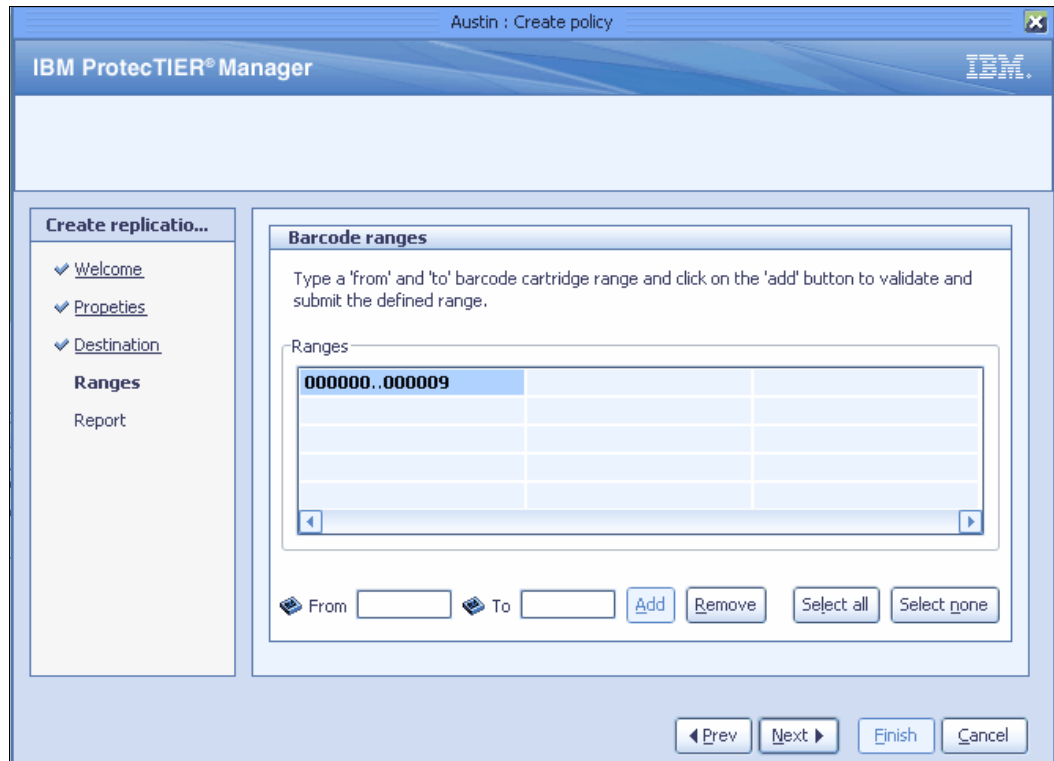 Austin : Create policy
IBM ProtecTIER® Manager
IBM.
Create replicatio...
Welcome
Propeties
Destination
Ranges
Report
Barcode ranges
Type a 'from' and 'to' barcode cartridge range and click on the 'add' button to validate and
submit the defined range.
Ranges
000000..000009
From To Add Remove Select all Select none
Prev Next Finish Cancel